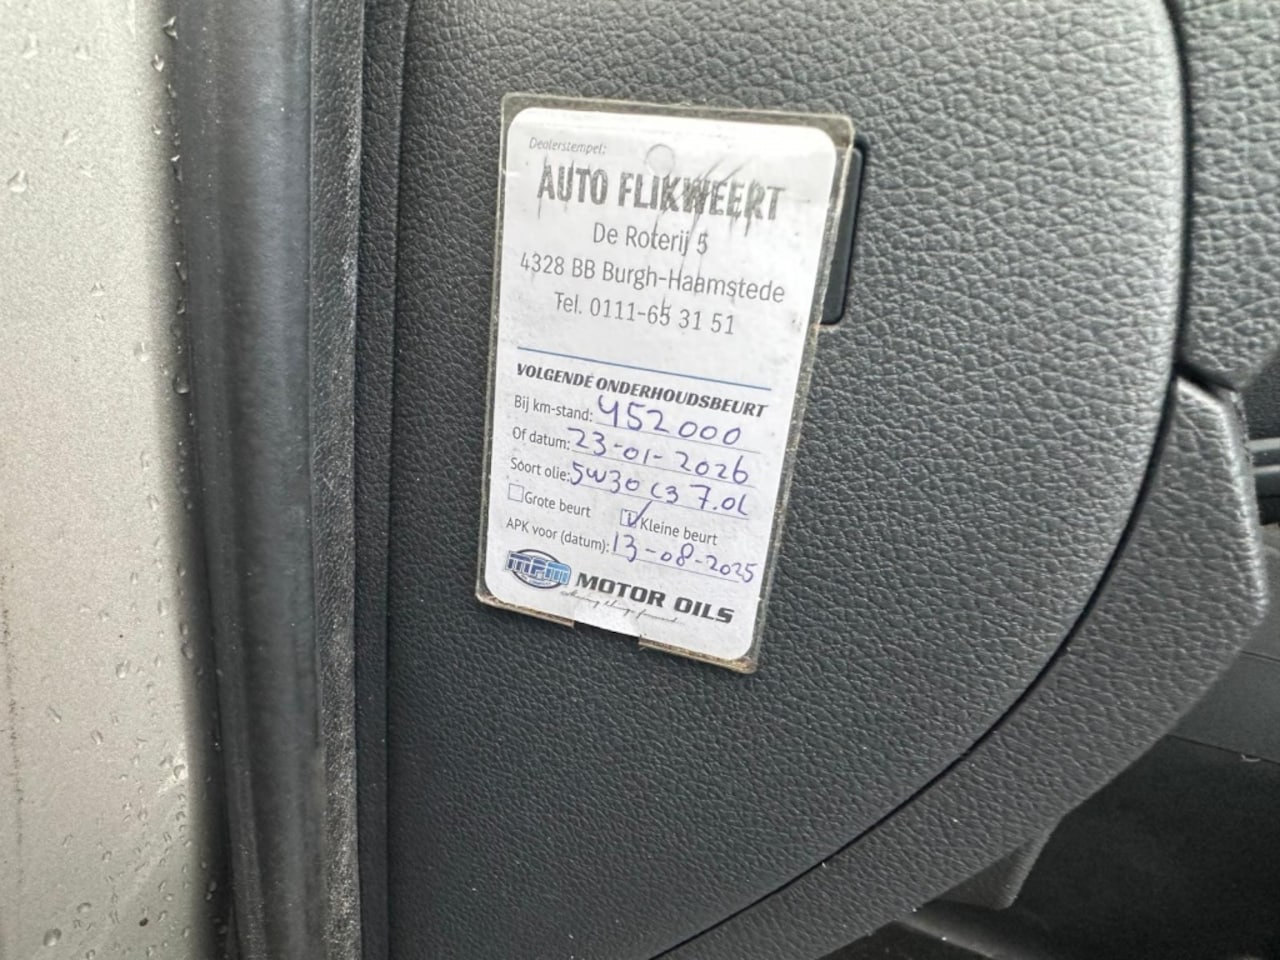 Dealerstempel:
AUTO FLIKWEERT
De Roterij 5
4328 BB Burgh-Haamstede
Tel. 0111-65 31 51
VOLGENDE ONDERHOUDSBEURT
Bij km-stand: 452000
Of datum: 23-01-2026
Soort olie: 5W30 C3 7.0L
Grote beurt Kleine beurt
APK voor (datum): 13-08-2025
MPM MOTOR OILS